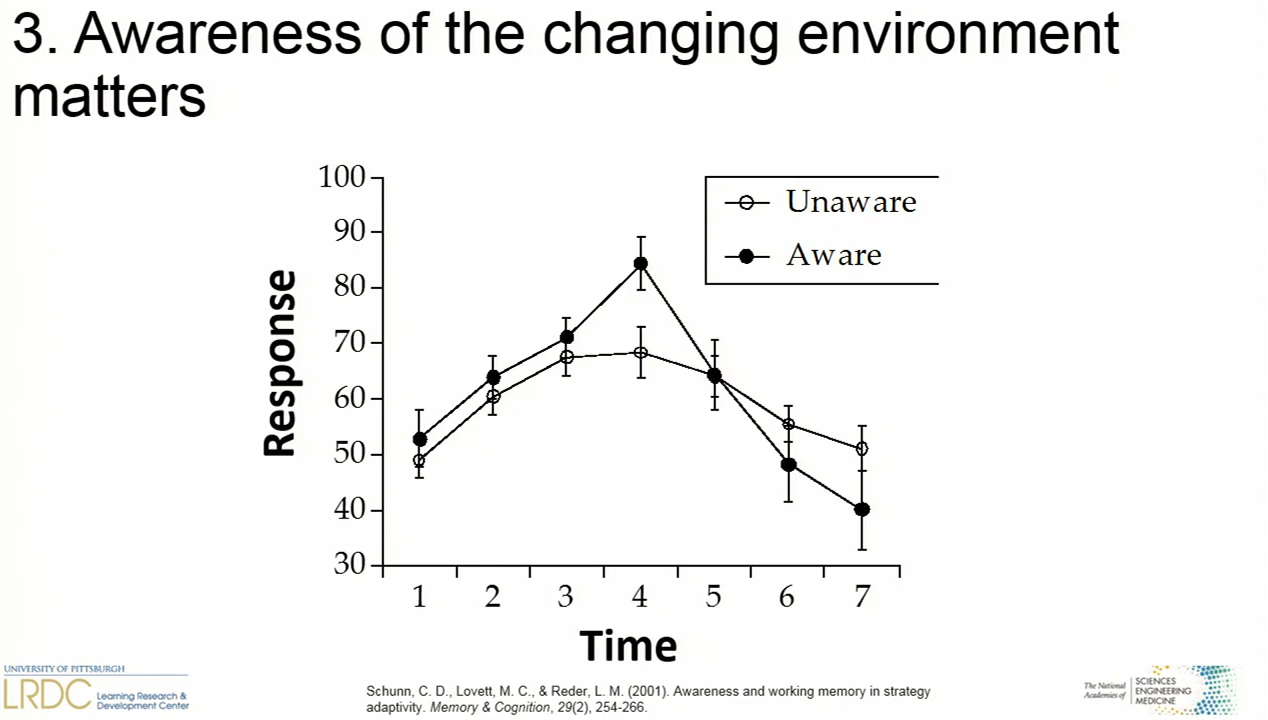 3. Awareness of the changing environment
matters
100
90
80
70
60
50
40
30
Response
Unaware
Aware
1 2 3 4 5 6 7
Time
UNIVERSITY OF PITTSBURGH
LRDC
Learning Research &
Development Center
Schunn, C. D., Lovett, M. C., & Reder, L. M. (2001). Awareness and working memory in strategy
adaptivity. Memory & Cognition, 29(2), 254-266.
The National
Academies of
SCIENCES
ENGINEERING
MEDICINE